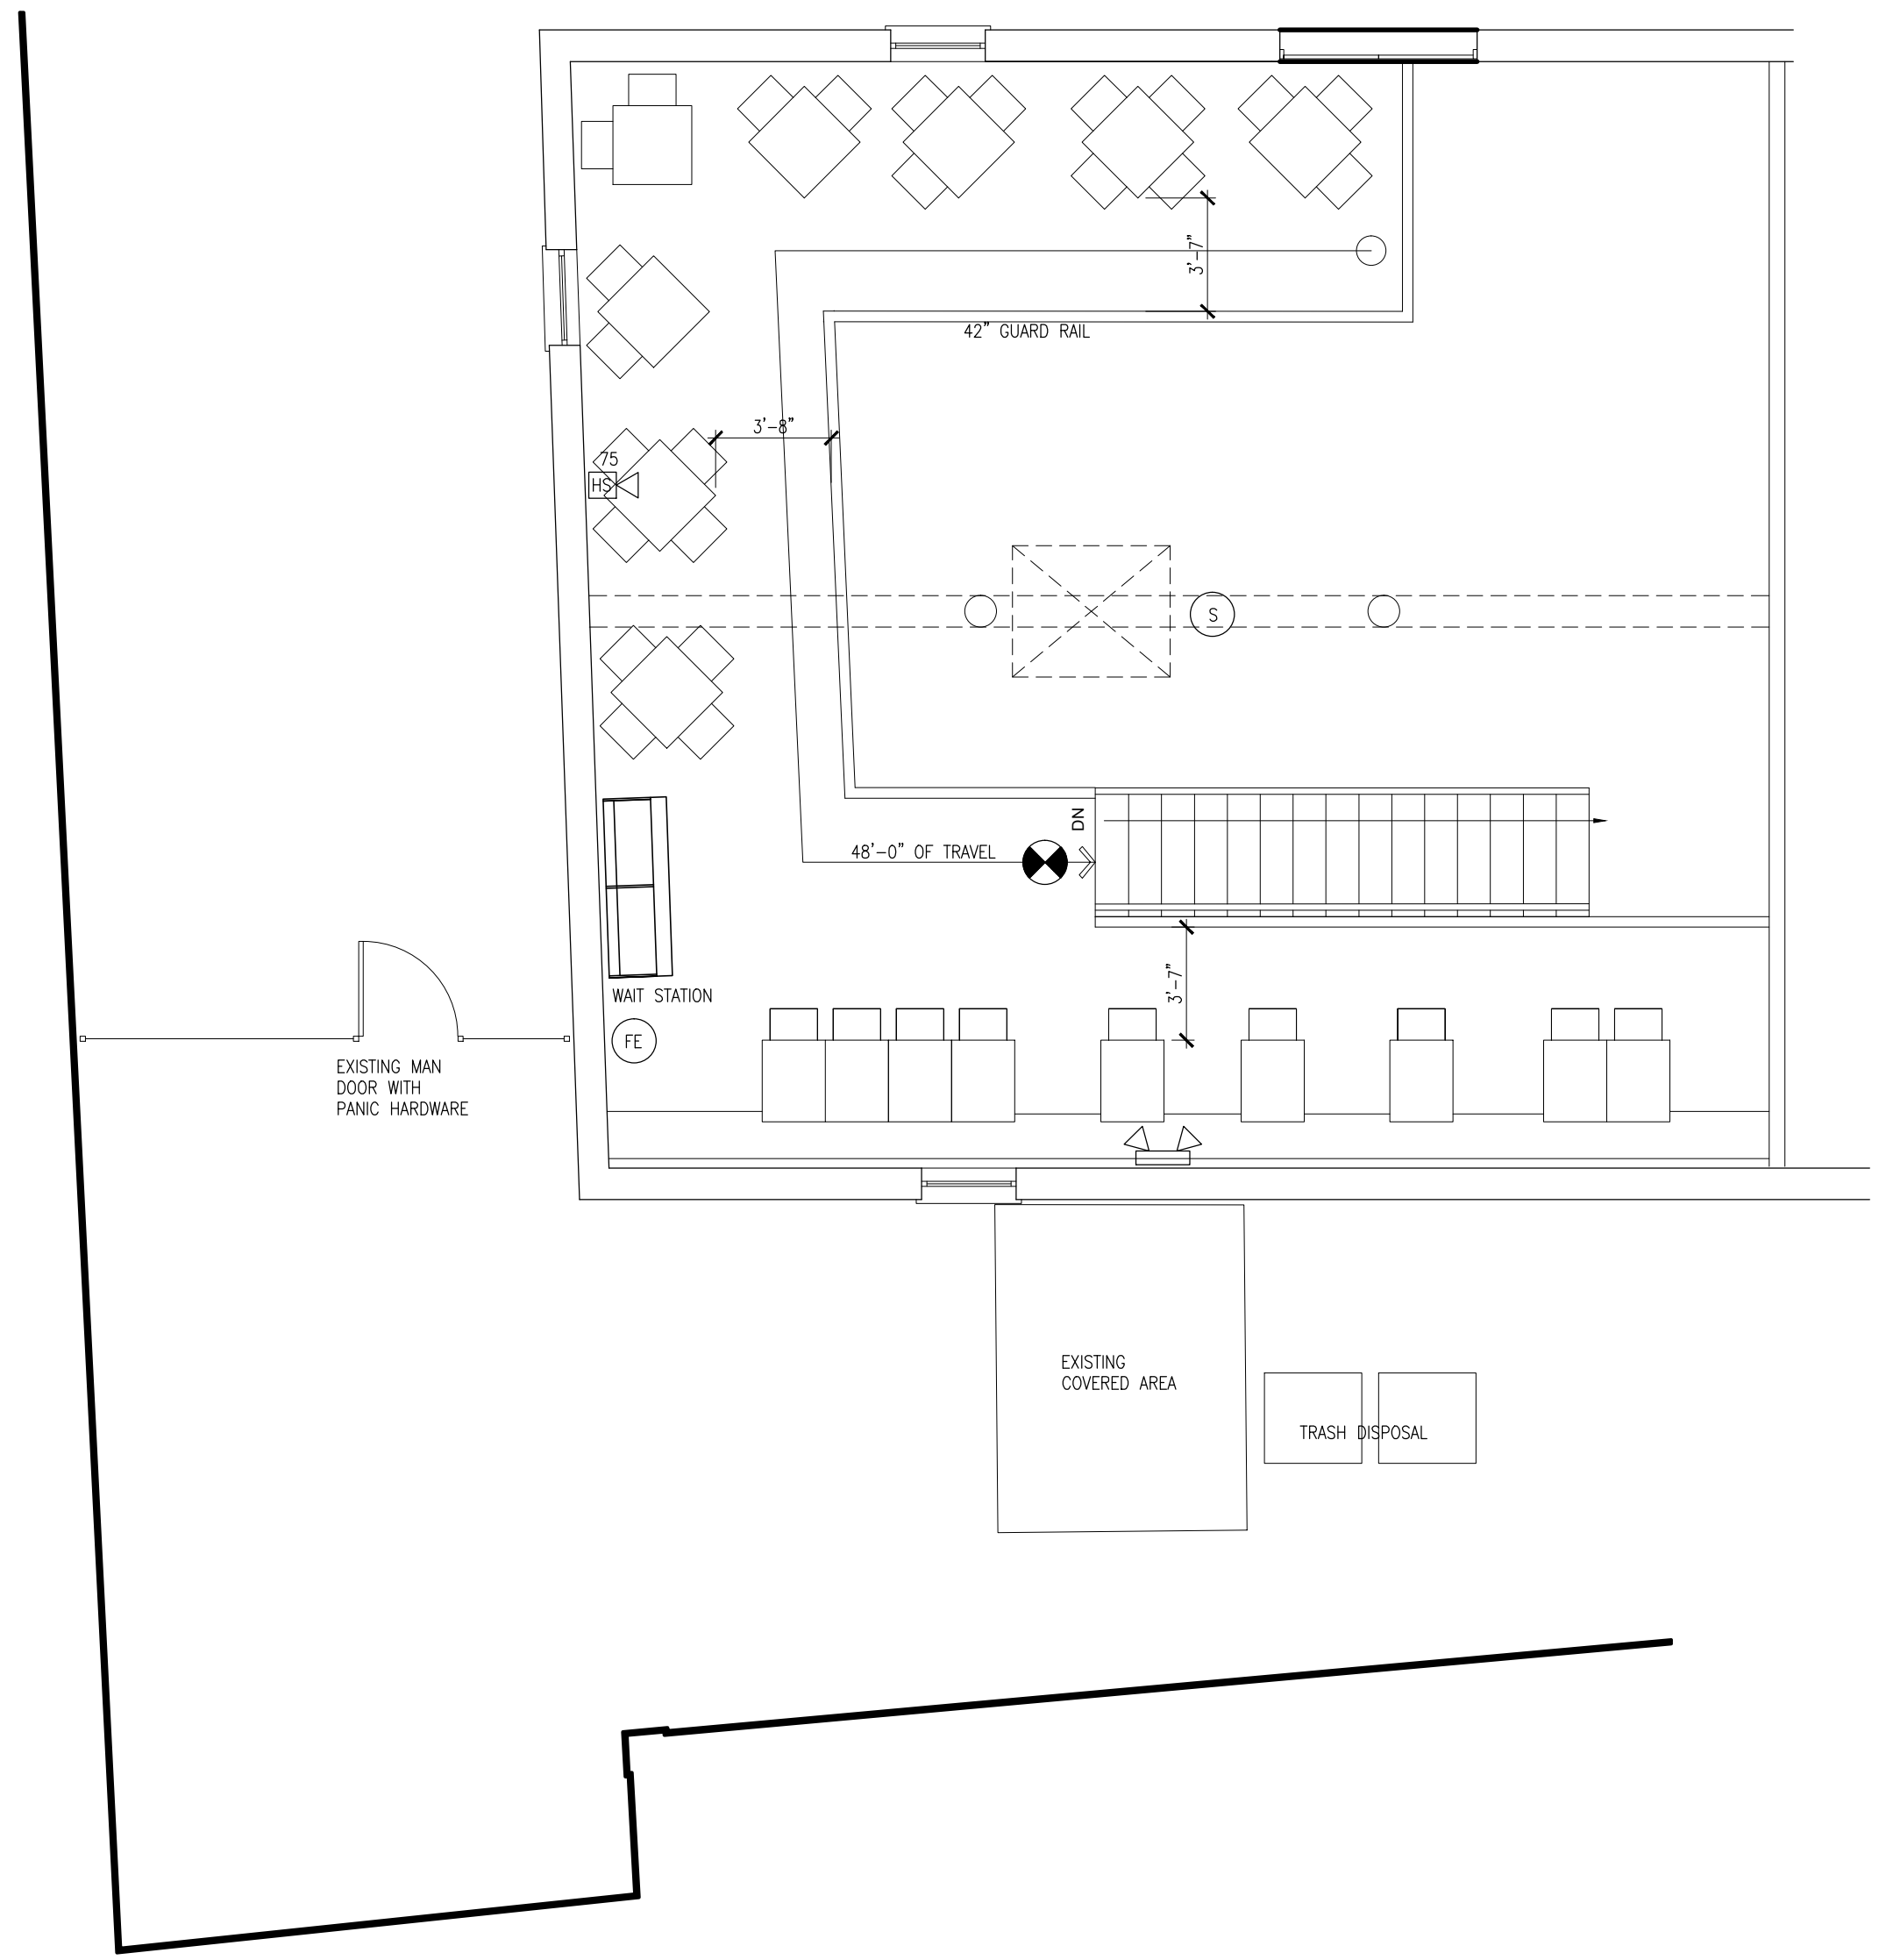 3'-7"
42" GUARD RAIL
3'-8"
75
HS
S
DN
48'-0" OF TRAVEL
3'-7"
WAIT STATION
FE
EXISTING MAN
DOOR WITH
PANIC HARDWARE
EXISTING
COVERED AREA
TRASH DISPOSAL